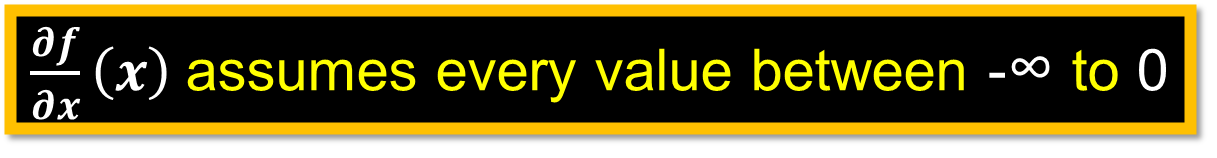 ∂f/∂x (x) assumes every value between -∞ to 0